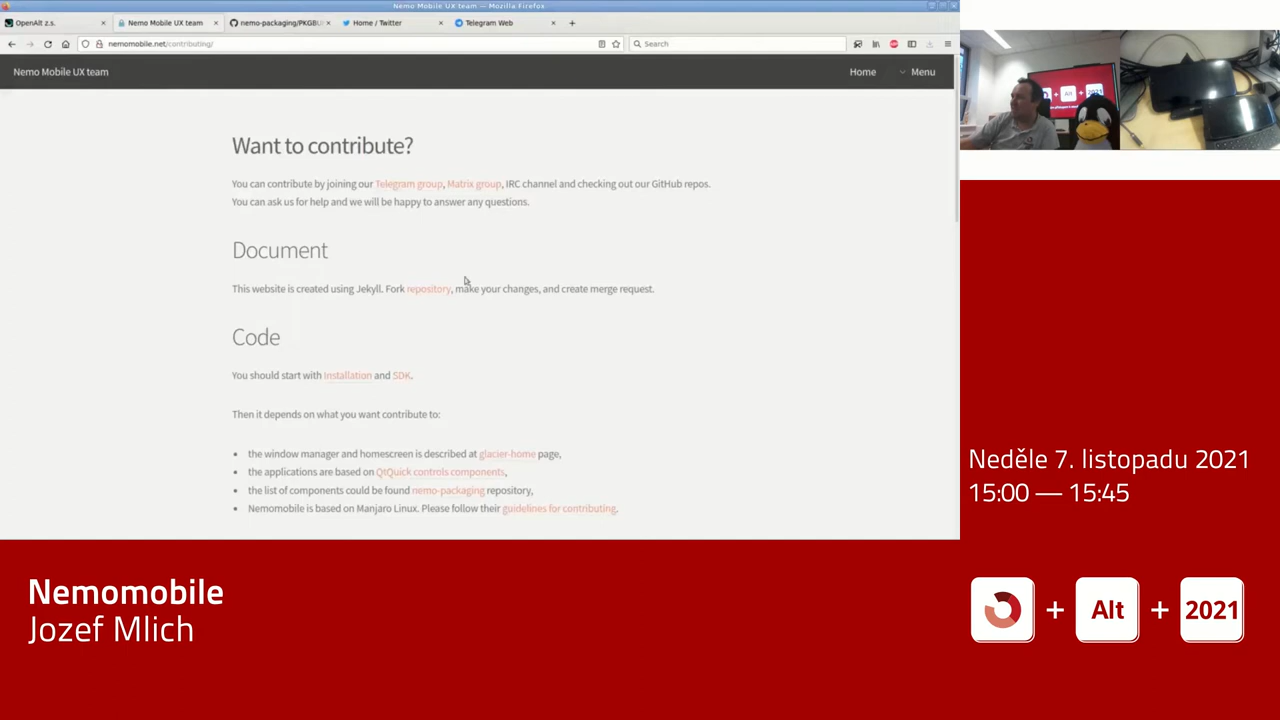 Nemo Mobile UX team — Mozilla Firefox
OpenAlt z.s.
Nemo Mobile UX team
nemo-packaging/PKGBU
Home / Twitter
Telegram Web
nemomobile.net/contributing/
Search
Nemo Mobile UX team
Home
Menu
Want to contribute?
You can contribute by joining our Telegram group, Matrix group, IRC channel and checking out our GitHub repos.
You can ask us for help and we will be happy to answer any questions.
Document
This website is created using Jekyll. Fork repository, make your changes, and create merge request.
Code
You should start with Installation and SDK.
Then it depends on what you want contribute to:
the window manager and homescreen is described at glacier-home page,
the applications are based on QtQuick controls components,
the list of components could be found nemo-packaging repository,
Nemomobile is based on Manjaro Linux. Please follow their guidelines for contributing.
+ Alt + 2021
Neděle 7. listopadu 2021
15:00 — 15:45
Nemomobile
Jozef Mlich
+ Alt + 2021